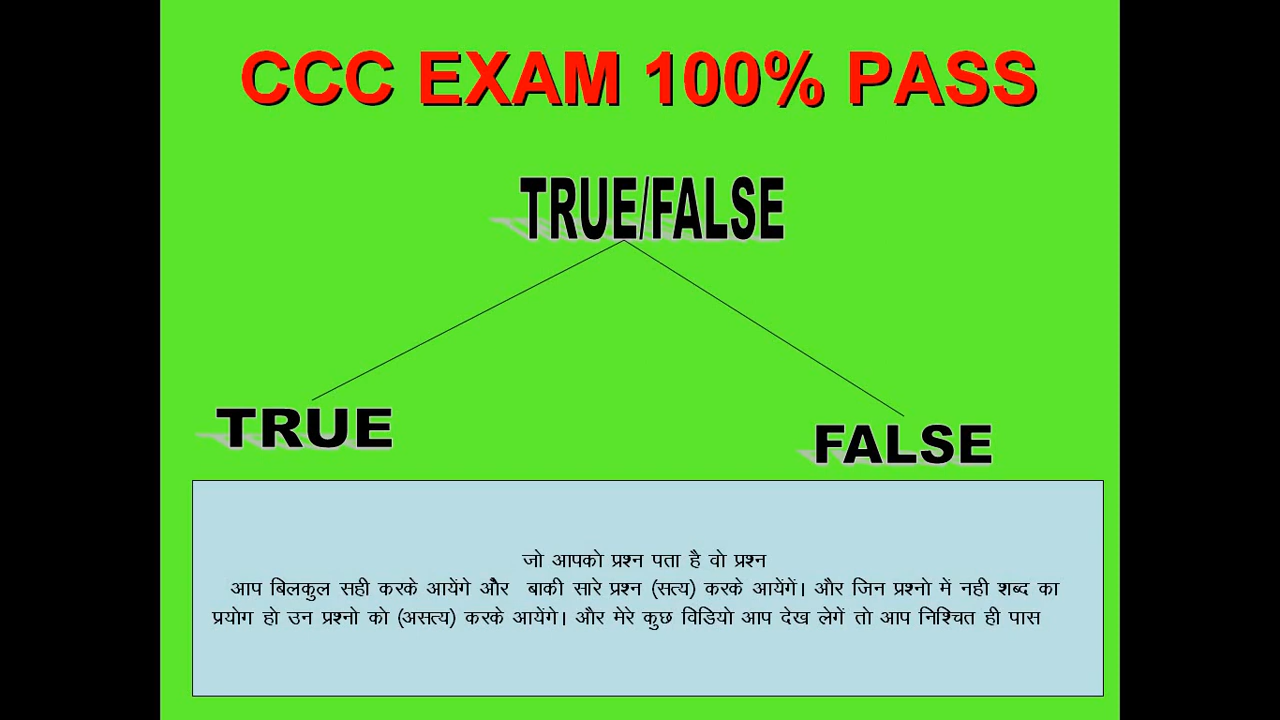 CCC EXAM 100% PASS
TRUE/FALSE
TRUE
FALSE
जो आपको प्रश्न पता है वो प्रश्न
आप बिलकुल सही करके आयेंगे और बाकी सारे प्रश्न (सत्य) करके आयेंगें। और जिन प्रश्नो में नही शब्द का
प्रयोग हो उन प्रश्नो को (असत्य) करके आयेंगे। और मेरे कुछ विडियो आप देख लेगें तो आप निश्चित ही पास